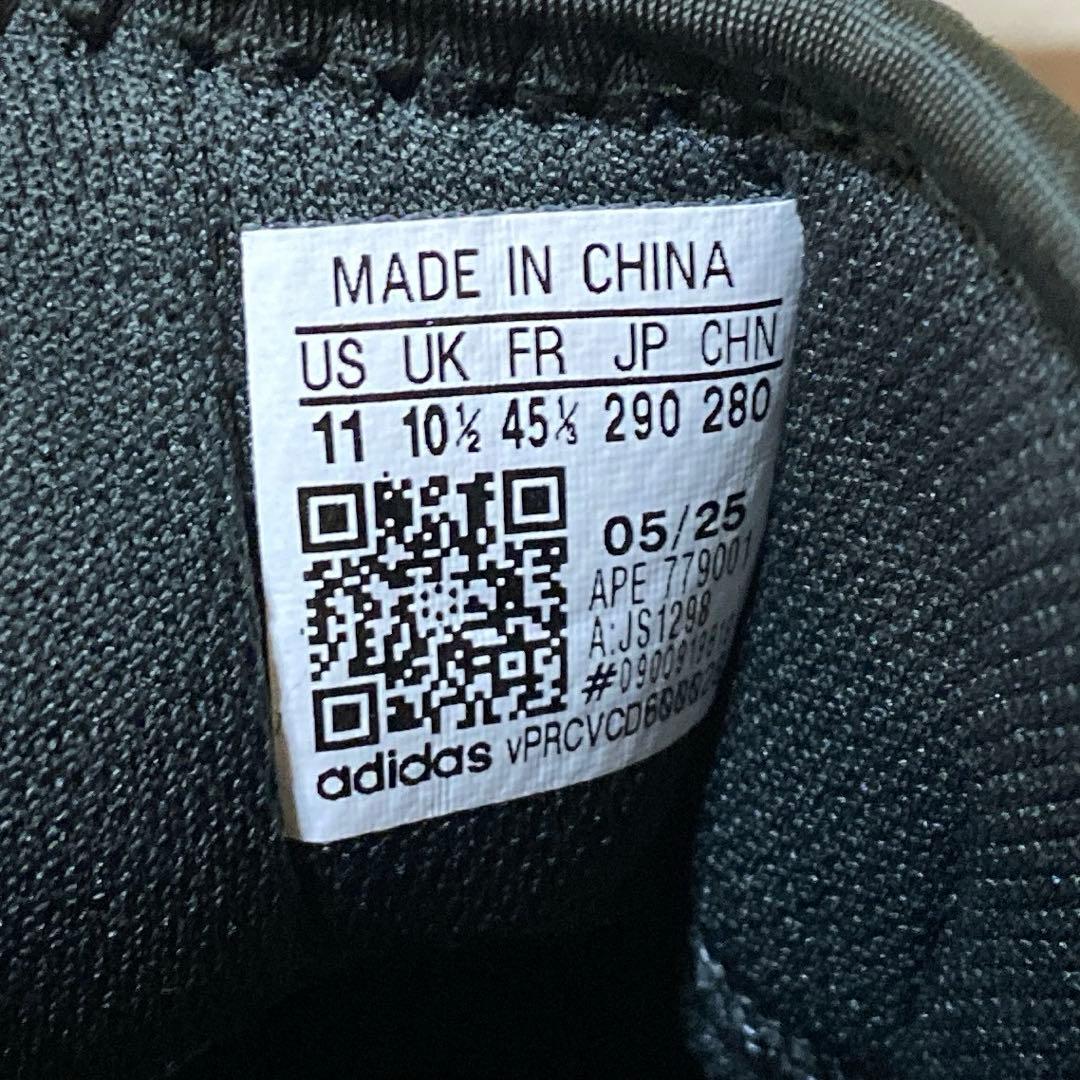 MADE IN CHINA
US UK FR JP CHN
11 10½ 45⅓ 290 280
05/25
APE 779001
A:JS1298
adidas